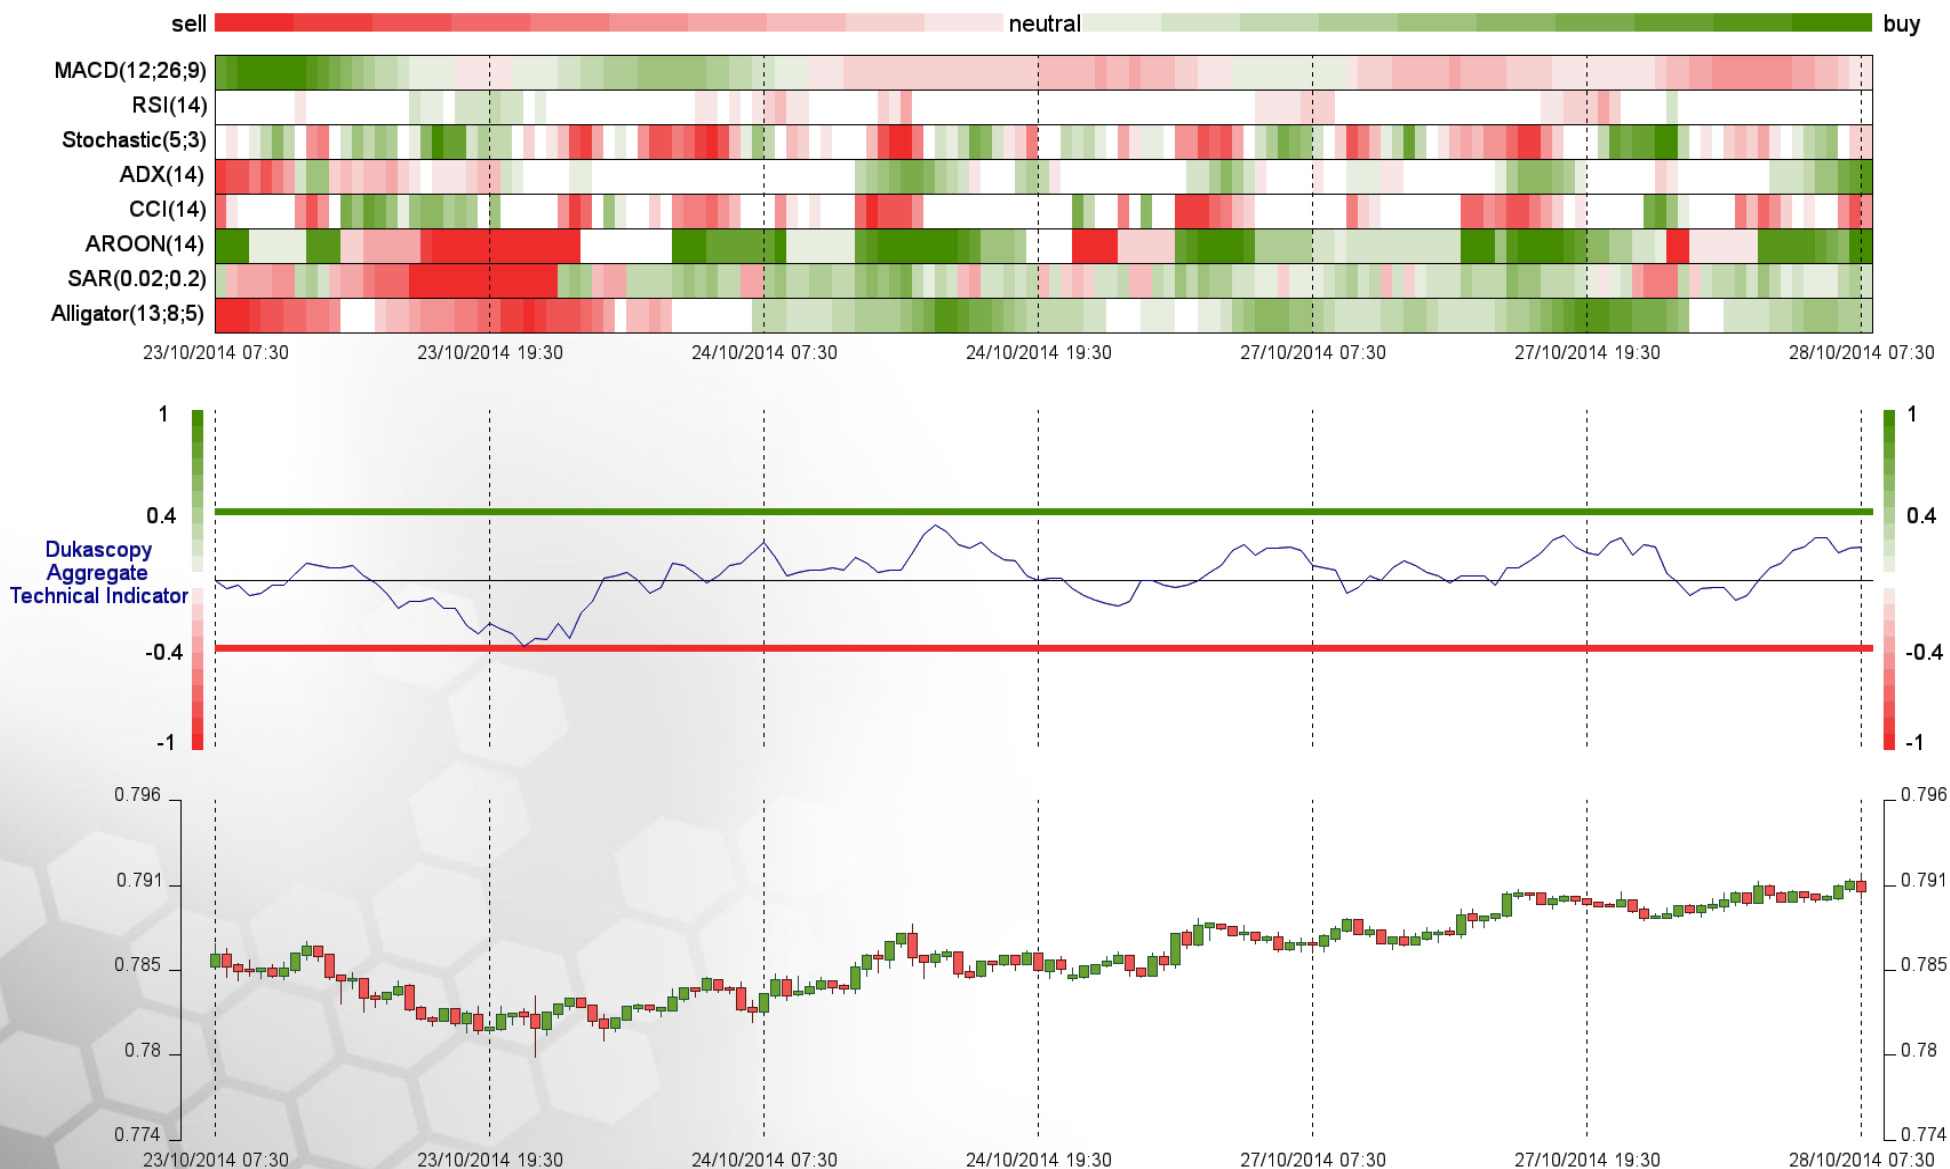 sell neutral buy
MACD(12;26;9)
RSI(14)
Stochastic(5;3)
ADX(14)
CCI(14)
AROON(14)
SAR(0.02;0.2)
Alligator(13;8;5)
23/10/2014 07:30 23/10/2014 19:30 24/10/2014 07:30 24/10/2014 19:30 27/10/2014 07:30 27/10/2014 19:30 28/10/2014 07:30
1 1
0.4 0.4
Dukascopy
Aggregate
Technical Indicator
-0.4 -0.4
-1 -1
0.796 0.796
0.791 0.791
0.785 0.785
0.78 0.78
0.774 0.774
23/10/2014 07:30 23/10/2014 19:30 24/10/2014 07:30 24/10/2014 19:30 27/10/2014 07:30 27/10/2014 19:30 28/10/2014 07:30